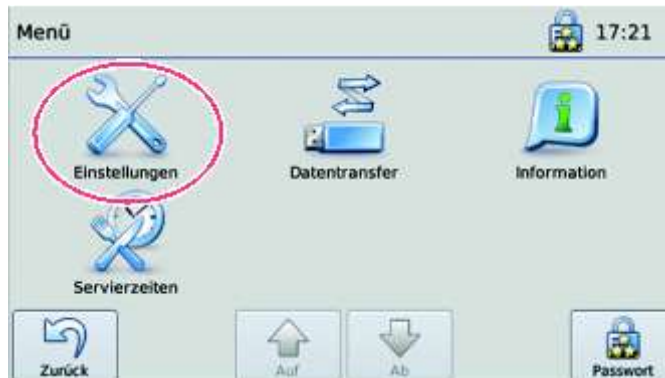 Menü
17:21
Einstellungen
Datentransfer
Information
Servierzeiten
Zurück
Auf
Ab
Passwort